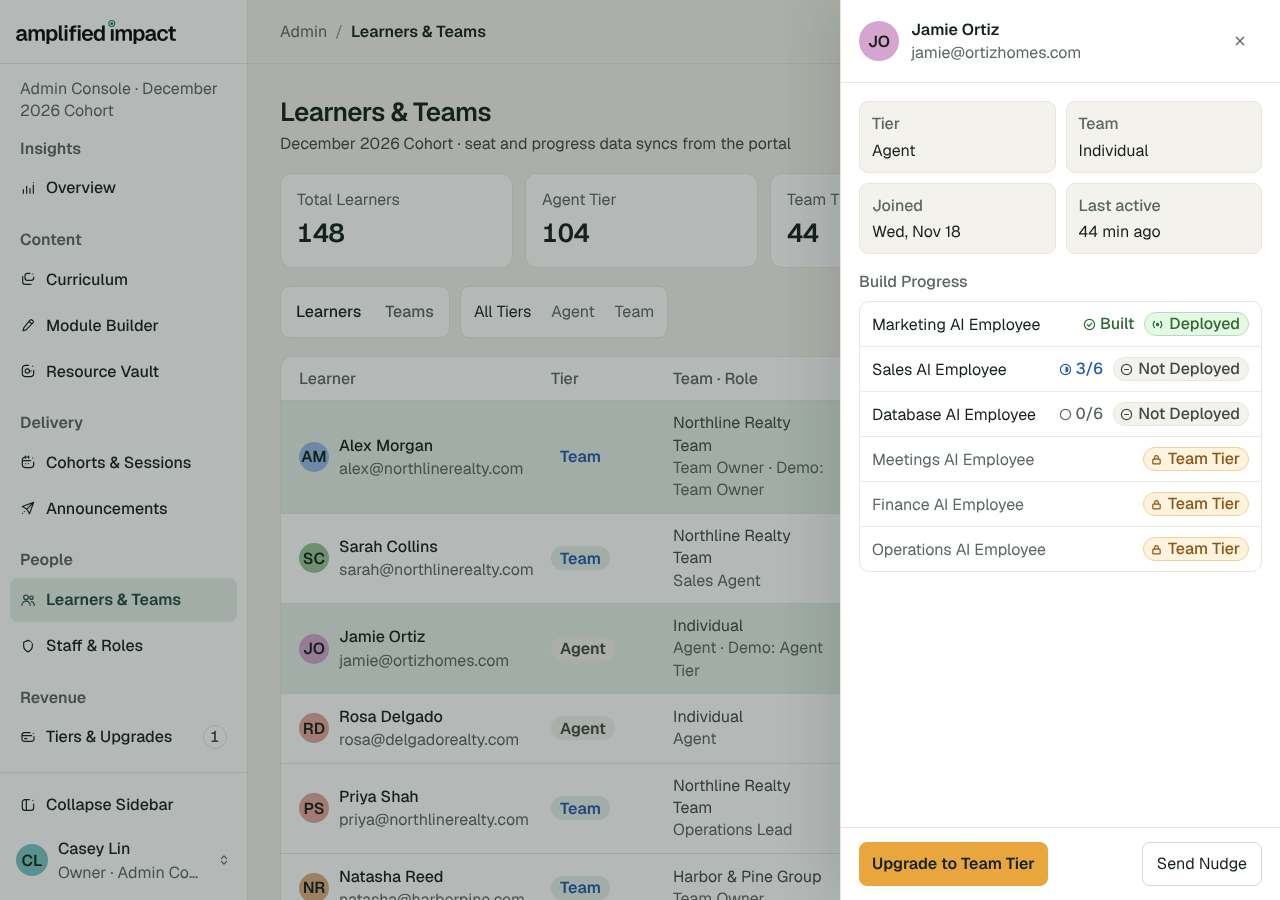 amplified impact
Admin Console · December
2026 Cohort
Insights
Overview
Content
Curriculum
Module Builder
Resource Vault
Delivery
Cohorts & Sessions
Announcements
People
Learners & Teams
Staff & Roles
Revenue
Tiers & Upgrades 1
Collapse Sidebar
CL
Casey Lin
Owner · Admin Co...
Admin / Learners & Teams
Learners & Teams
December 2026 Cohort · seat and progress data syncs from the portal
Total Learners
148
Agent Tier
104
Team T
44
Learners Teams
All Tiers Agent Team
Learner Tier Team · Role
AM
Alex Morgan
alex@northlinerealty.com
Team
Northline Realty
Team
Team Owner · Demo:
Team Owner
SC
Sarah Collins
sarah@northlinerealty.com
Team
Northline Realty
Team
Sales Agent
JO
Jamie Ortiz
jamie@ortizhomes.com
Agent
Individual
Agent · Demo: Agent
Tier
RD
Rosa Delgado
rosa@delgadorealty.com
Agent
Individual
Agent
PS
Priya Shah
priya@northlinerealty.com
Team
Northline Realty
Team
Operations Lead
NR
Natasha Reed
natasha@harborpine.com
Team
Harbor & Pine Group
Team Owner
JO
Jamie Ortiz
jamie@ortizhomes.com
Tier
Agent
Team
Individual
Joined
Wed, Nov 18
Last active
44 min ago
Build Progress
Marketing AI Employee Built Deployed
Sales AI Employee 3/6 Not Deployed
Database AI Employee 0/6 Not Deployed
Meetings AI Employee Team Tier
Finance AI Employee Team Tier
Operations AI Employee Team Tier
Upgrade to Team Tier
Send Nudge